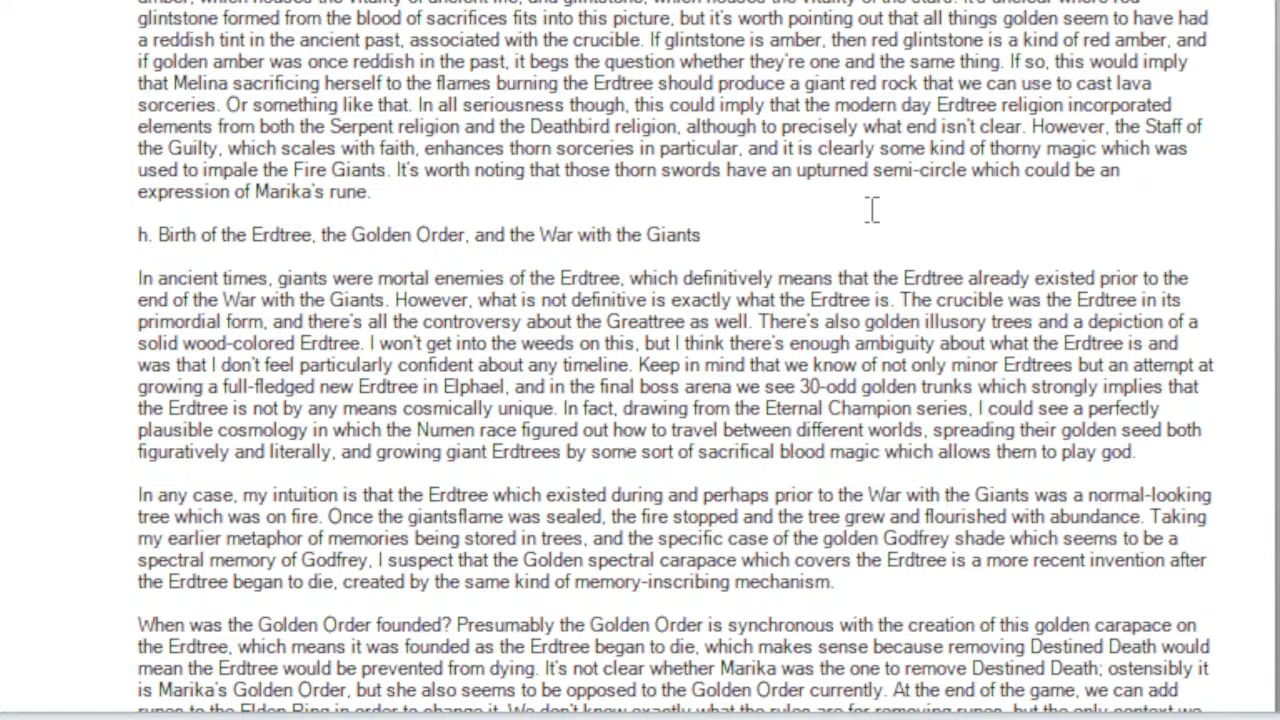 glintstone formed from the blood of sacrifices fits into this picture, but it's worth pointing out that all things golden seem to have had
a reddish tint in the ancient past, associated with the crucible. If glintstone is amber, then red glintstone is a kind of red amber, and
if golden amber was once reddish in the past, it begs the question whether they're one and the same thing. If so, this would imply
that Melina sacrificing herself to the flames burning the Erdtree should produce a giant red rock that we can use to cast lava
sorceries. Or something like that. In all seriousness though, this could imply that the modern day Erdtree religion incorporated
elements from both the Serpent religion and the Deathbird religion, although to precisely what end isn't clear. However, the Staff of
the Guilty, which scales with faith, enhances thorn sorceries in particular, and it is clearly some kind of thorny magic which was
used to impale the Fire Giants. It's worth noting that those thorn swords have an upturned semi-circle which could be an
expression of Marika's rune.
h. Birth of the Erdtree, the Golden Order, and the War with the Giants
In ancient times, giants were mortal enemies of the Erdtree, which definitively means that the Erdtree already existed prior to the
end of the War with the Giants. However, what is not definitive is exactly what the Erdtree is. The crucible was the Erdtree in its
primordial form, and there's all the controversy about the Greattree as well. There's also golden illusory trees and a depiction of a
solid wood-colored Erdtree. I won't get into the weeds on this, but I think there's enough ambiguity about what the Erdtree is and
was that I don't feel particularly confident about any timeline. Keep in mind that we know of not only minor Erdtrees but an attempt at
growing a full-fledged new Erdtree in Elphael, and in the final boss arena we see 30-odd golden trunks which strongly implies that
the Erdtree is not by any means cosmically unique. In fact, drawing from the Eternal Champion series, I could see a perfectly
plausible cosmology in which the Numen race figured out how to travel between different worlds, spreading their golden seed both
figuratively and literally, and growing giant Erdtrees by some sort of sacrifical blood magic which allows them to play god.
In any case, my intuition is that the Erdtree which existed during and perhaps prior to the War with the Giants was a normal-looking
tree which was on fire. Once the giantsflame was sealed, the fire stopped and the tree grew and flourished with abundance. Taking
my earlier metaphor of memories being stored in trees, and the specific case of the golden Godfrey shade which seems to be a
spectral memory of Godfrey, I suspect that the Golden spectral carapace which covers the Erdtree is a more recent invention after
the Erdtree began to die, created by the same kind of memory-inscribing mechanism.
When was the Golden Order founded? Presumably the Golden Order is synchronous with the creation of this golden carapace on
the Erdtree, which means it was founded as the Erdtree began to die, which makes sense because removing Destined Death would
mean the Erdtree would be prevented from dying. It's not clear whether Marika was the one to remove Destined Death; ostensibly it
is Marika's Golden Order, but she also seems to be opposed to the Golden Order currently. At the end of the game, we can add